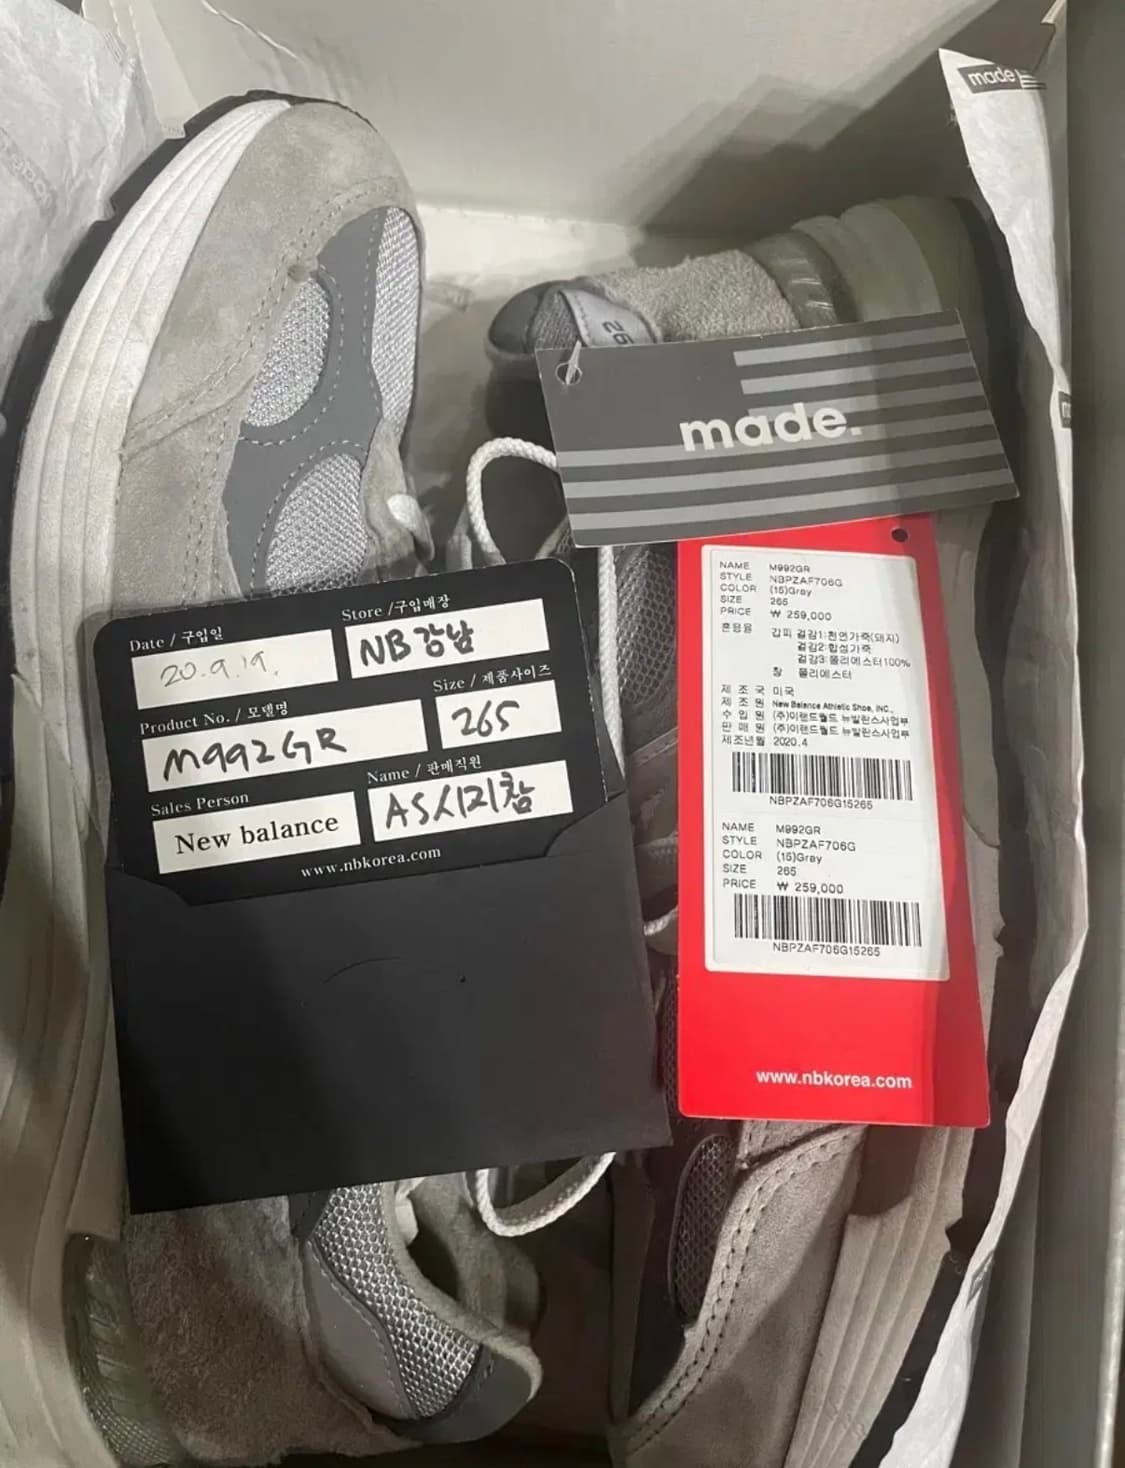 made
992
made.
Date / 구입일
Store /구입매장
20.9.19.
NB 강남
Product No. / 모델명
Size / 제품사이즈
M992GR
265
Sales Person
Name / 판매직원
New balance
AS시리참
www.nbkorea.com
NAME M992GR
STYLE NBPZAF706G
COLOR (15)Gray
SIZE 265
PRICE ₩ 259,000
혼용율 갑피 겉감1:천연가죽(돼지)
겉감2:합성가죽
겉감3:폴리에스터100%
창 폴리에스터
제 조 국 미국
제 조 원 New Balance Athletic Shoe, INC.,
수 입 원 (주)이랜드월드 뉴발란스사업부
판 매 원 (주)이랜드월드 뉴발란스사업부
제조년월 2020.4
NBPZAF706G15265
NAME M992GR
STYLE NBPZAF706G
COLOR (15)Gray
SIZE 265
PRICE ₩ 259,000
NBPZAF706G15265
www.nbkorea.com